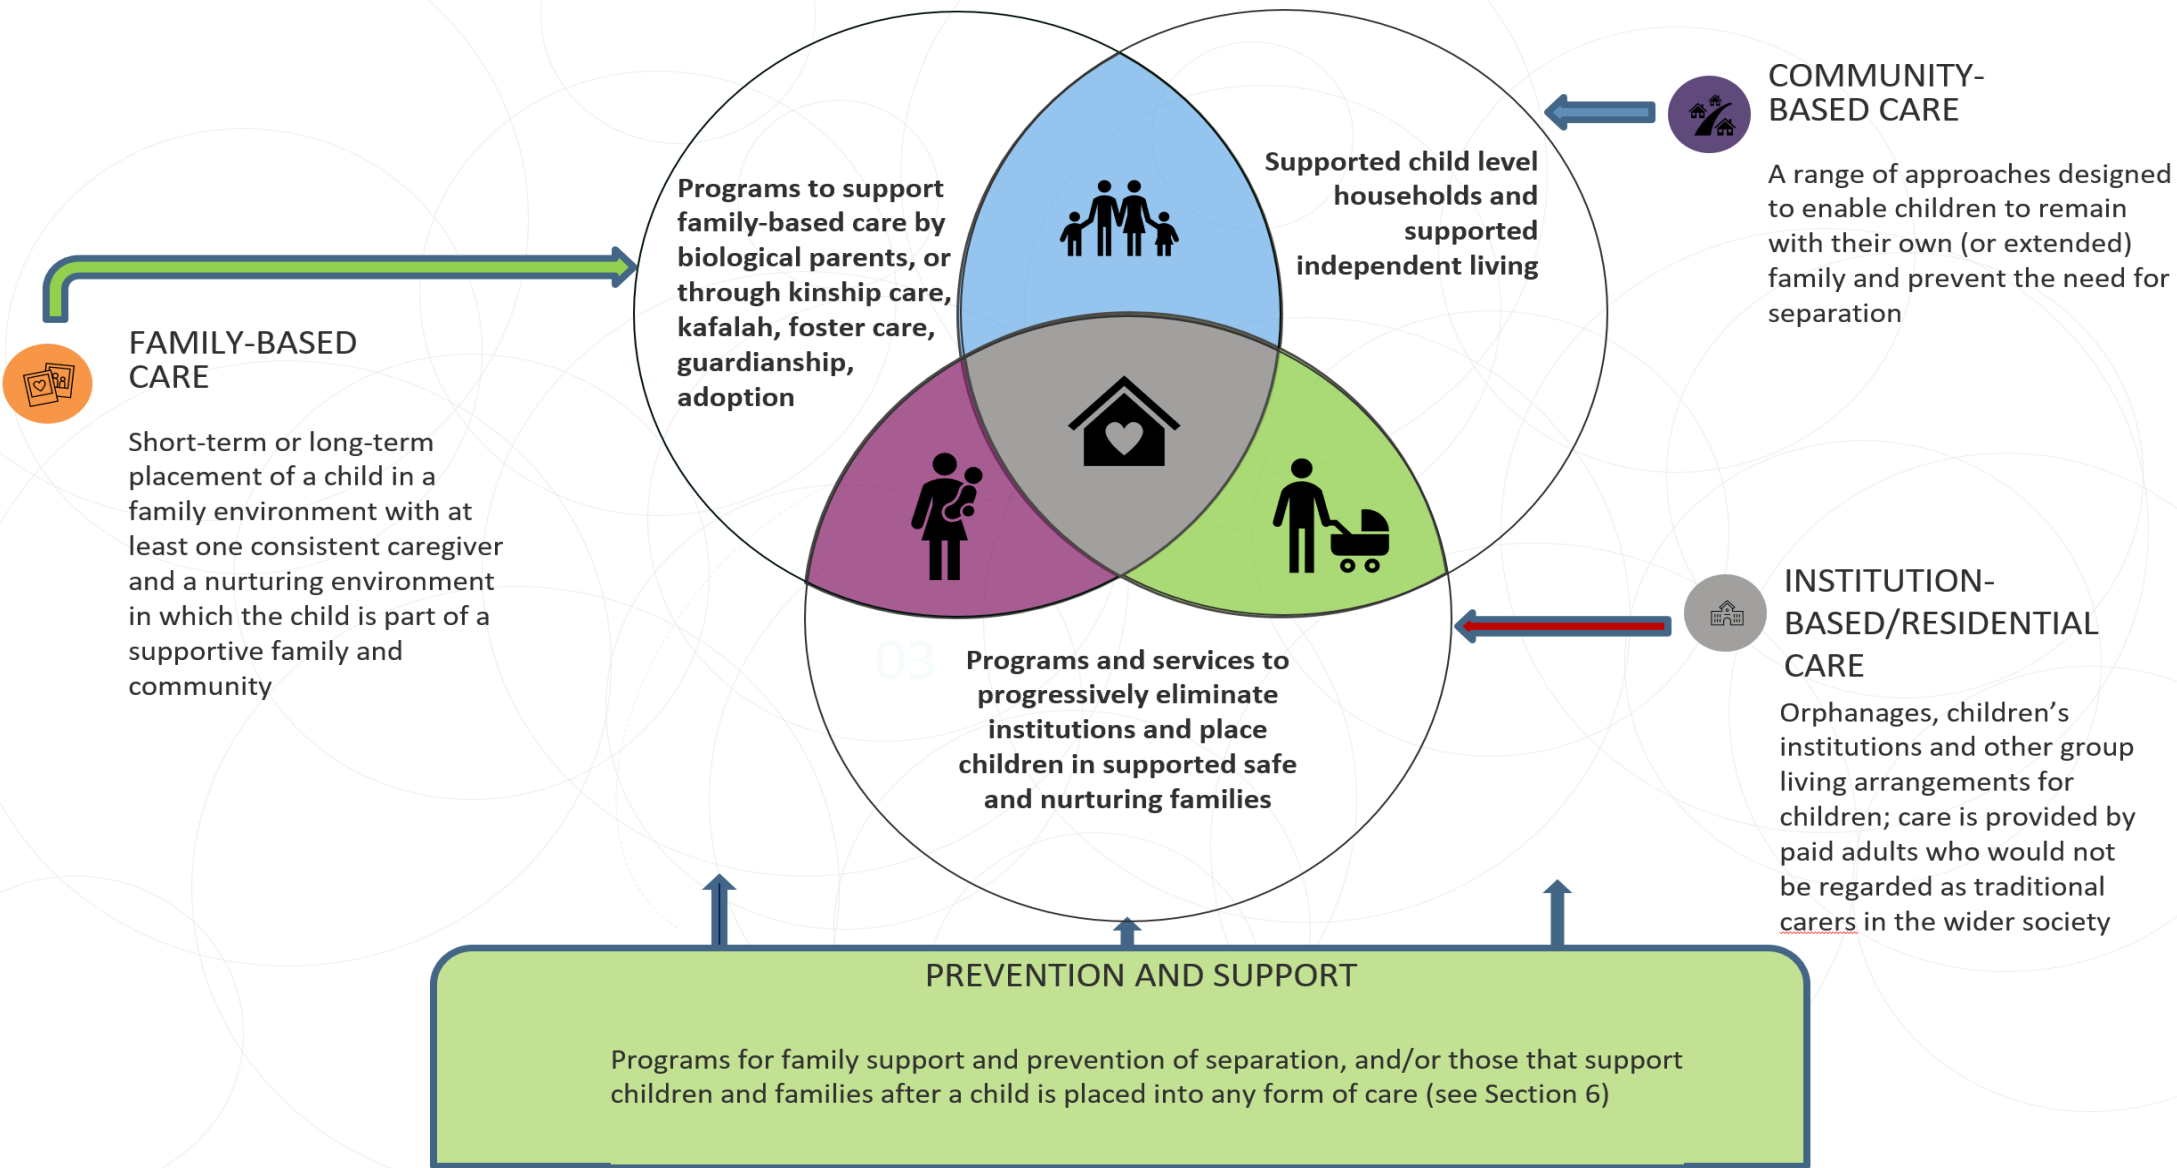 COMMUNITY-
BASED CARE
A range of approaches designed
to enable children to remain
with their own (or extended)
family and prevent the need for
separation
Supported child level
households and
supported
independent living
Programs to support
family-based care by
biological parents, or
through kinship care,
kafalah, foster care,
guardianship,
adoption
FAMILY-BASED
CARE
Short-term or long-term
placement of a child in a
family environment with at
least one consistent caregiver
and a nurturing environment
in which the child is part of a
supportive family and
community
INSTITUTION-
BASED/RESIDENTIAL
CARE
Orphanages, children’s
institutions and other group
living arrangements for
children; care is provided by
paid adults who would not
be regarded as traditional
carers in the wider society
03
Programs and services to
progressively eliminate
institutions and place
children in supported safe
and nurturing families
PREVENTION AND SUPPORT
Programs for family support and prevention of separation, and/or those that support
children and families after a child is placed into any form of care (see Section 6)